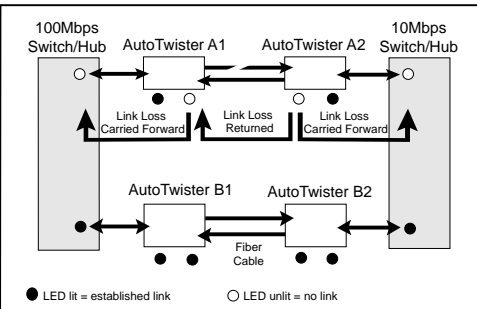 100Mbps
Switch/Hub
AutoTwister A1
AutoTwister A2
10Mbps
Switch/Hub
Link Loss
Carried Forward
Link Loss
Returned
Link Loss
Carried Forward
AutoTwister B1
AutoTwister B2
Fiber
Cable
LED lit = established link
LED unlit = no link